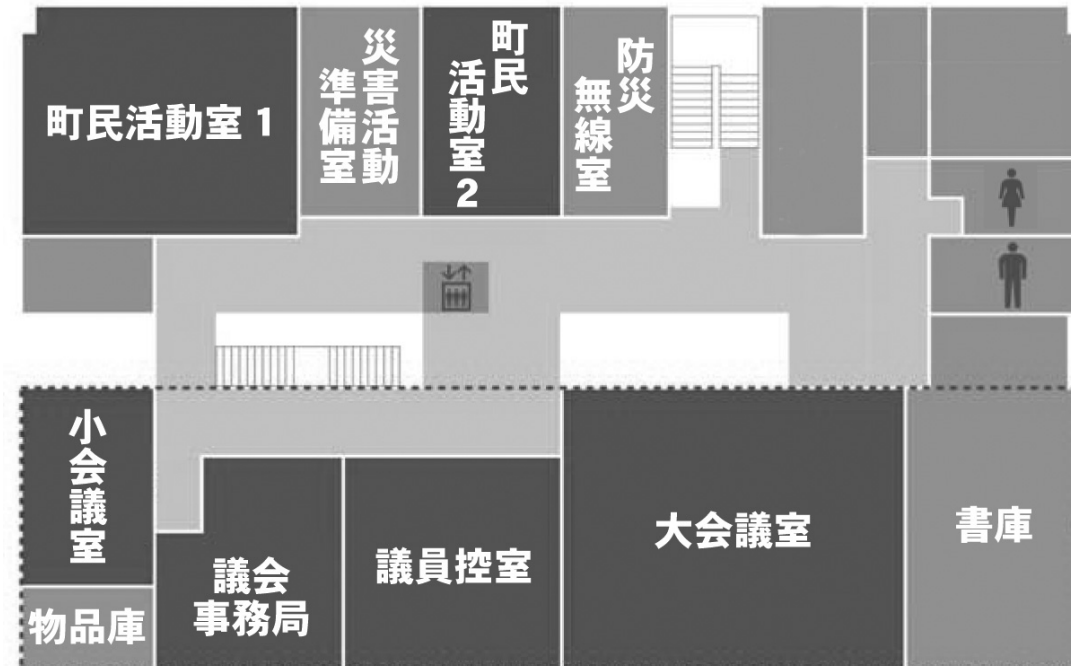 町民活動室 1
災害活動
準備室
町民
活動室 2
防災
無線室
小会議室
物品庫
議会
事務局
議員控室
大会議室
書庫